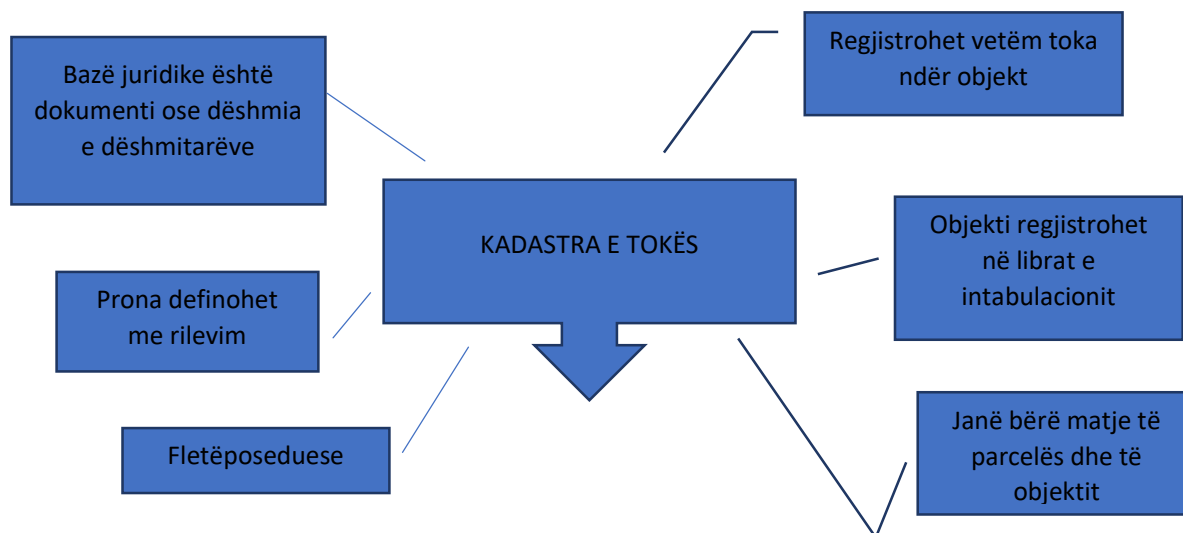 Bazë juridike është
dokumenti ose dëshmia
e dëshmitarëve
Regjistrohet vetëm toka
ndër objekt
KADASTRA E TOKËS
Objekti regjistrohet
në librat e
intabulacionit
Prona definohet
me rilevim
Fletëposeduese
Janë bërë matje të
parcelës dhe të
objektit